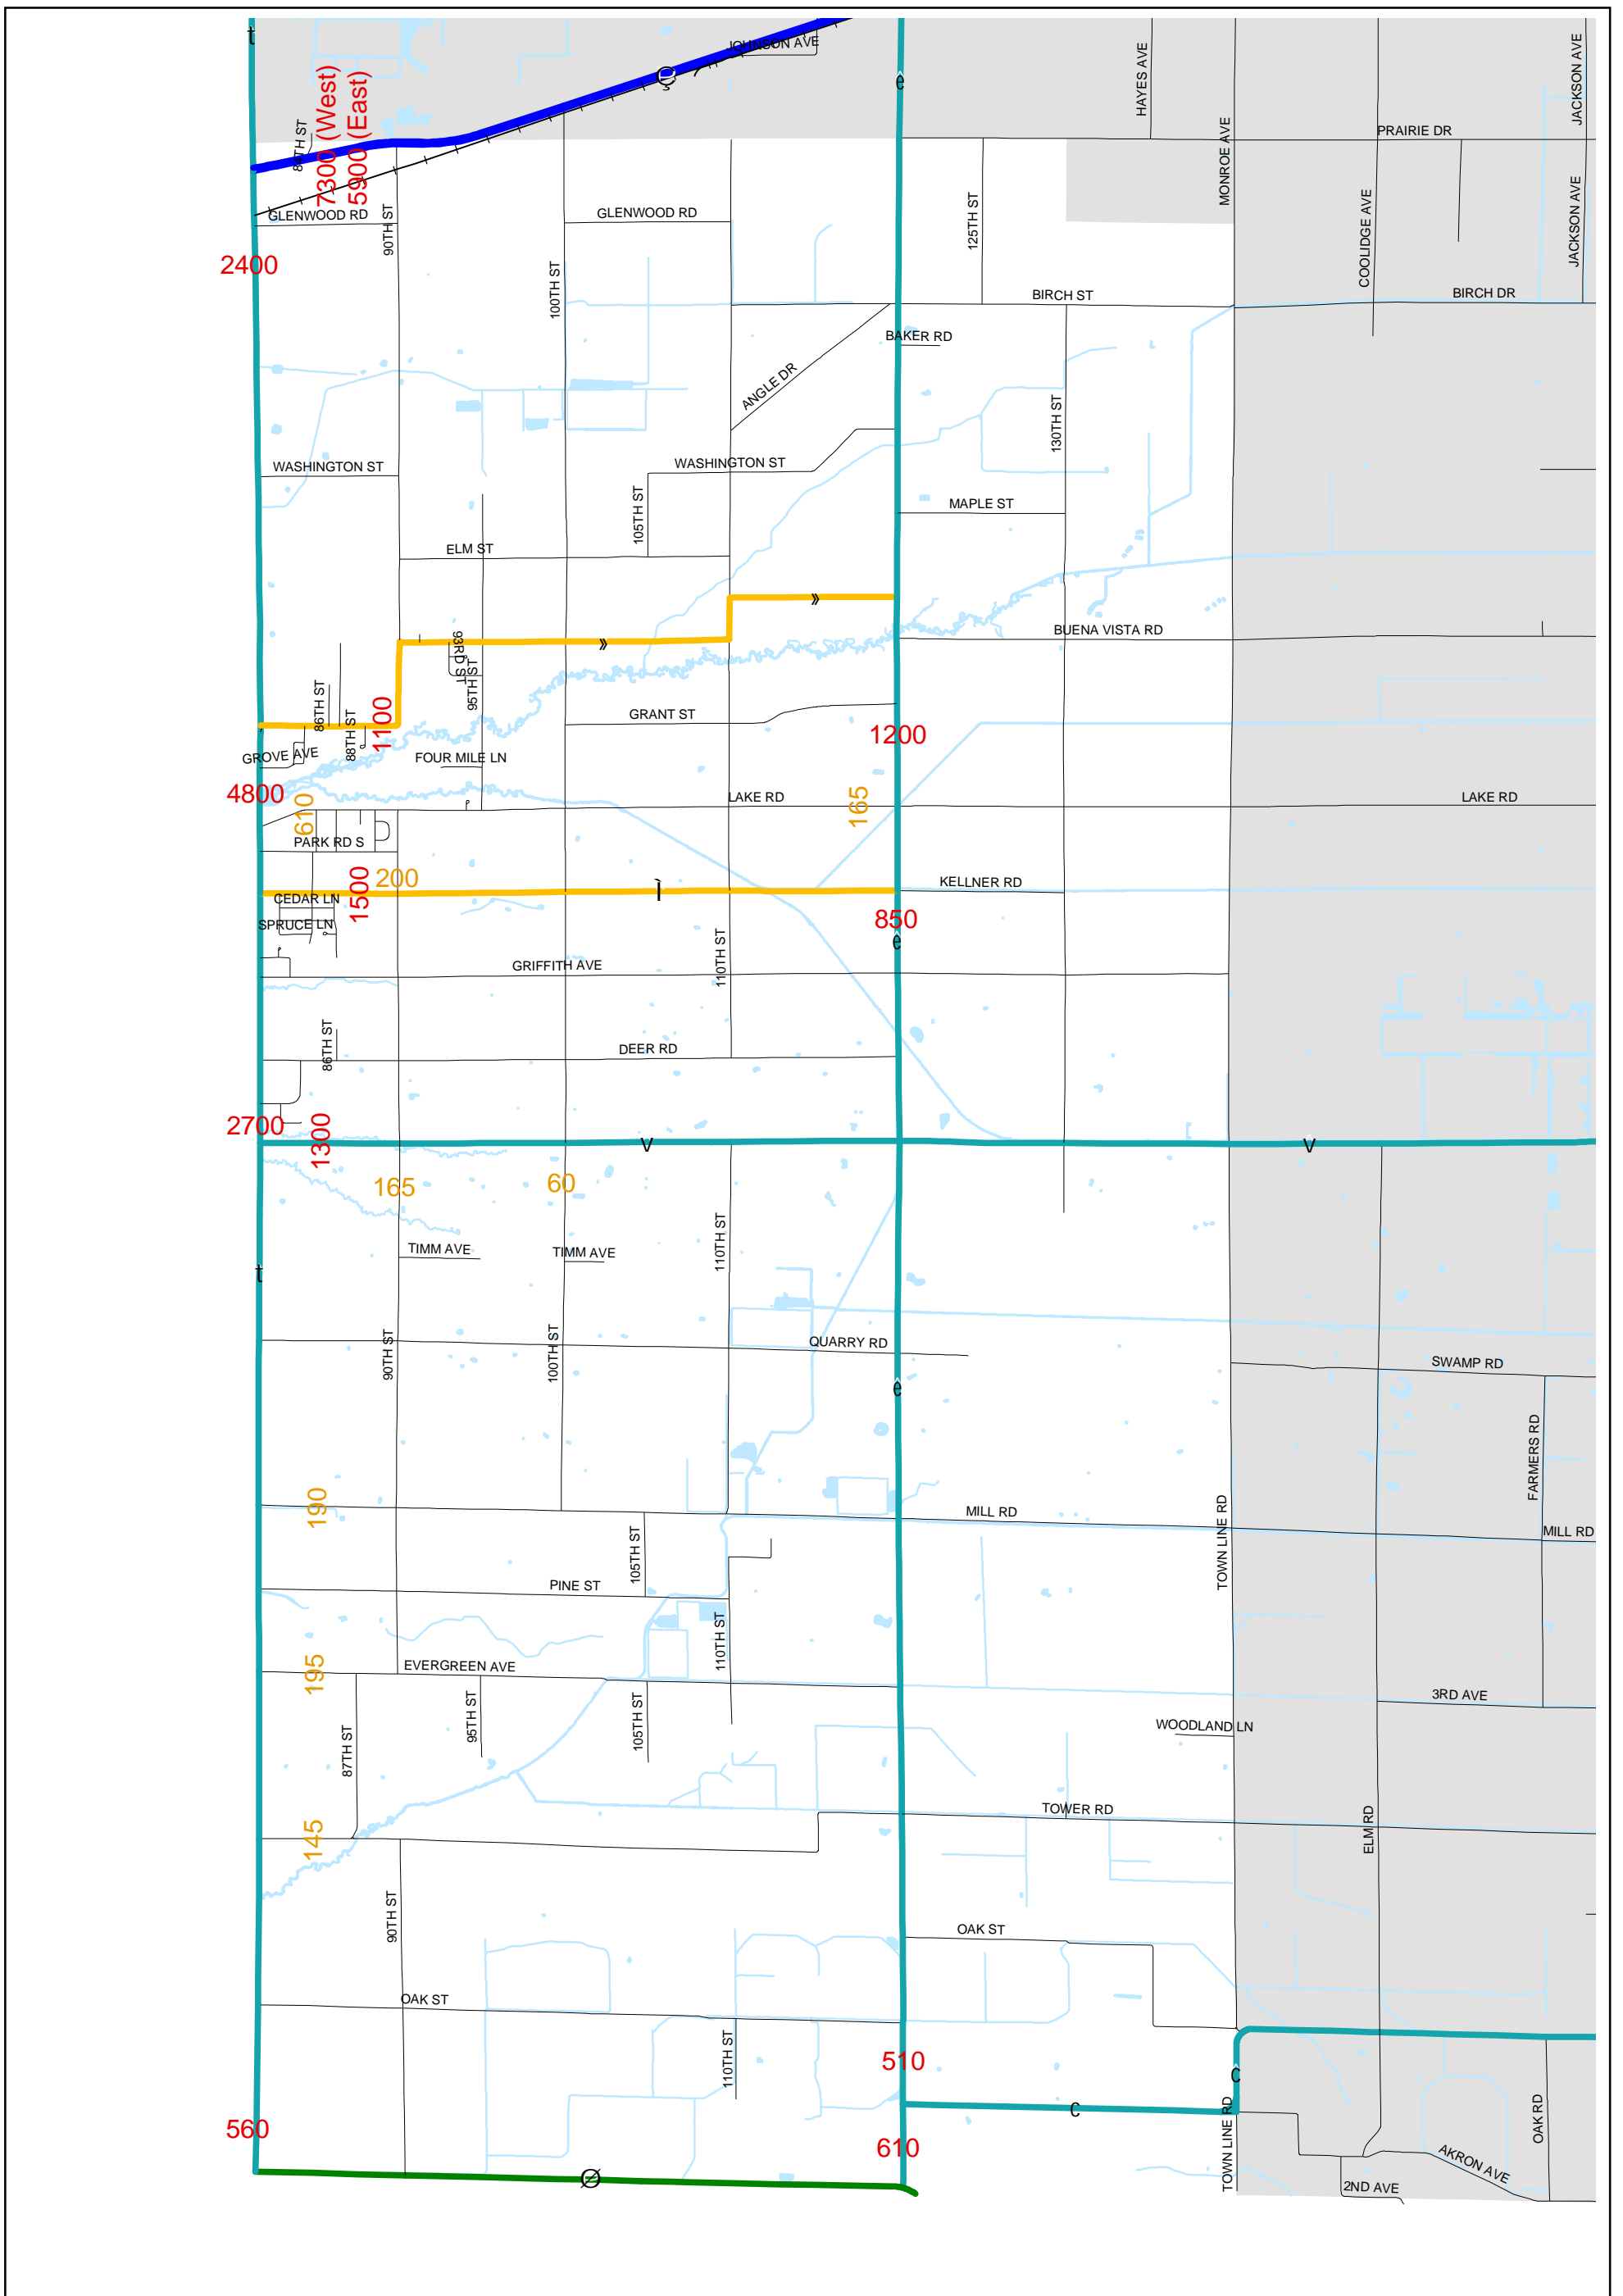 t
JOHNSON AVE
Ç
ê
HAYES AVE
JACKSON AVE
84TH ST
7300 (West)
5900 (East)
MONROE AVE
PRAIRIE DR
GLENWOOD RD
90TH ST
GLENWOOD RD
125TH ST
COOLIDGE AVE
JACKSON AVE
2400
100TH ST
BIRCH ST
BIRCH DR
BAKER RD
ANGLE DR
130TH ST
WASHINGTON ST
WASHINGTON ST
105TH ST
MAPLE ST
ELM ST
»
»
93RD ST
95TH ST
BUENA VISTA RD
86TH ST
88TH ST
1100
GRANT ST
1200
GROVE AVE
FOUR MILE LN
4800
610
LAKE RD
165
LAKE RD
PARK RD S
1500
200
Ì
KELLNER RD
CEDAR LN
SPRUCE LN
850
ê
110TH ST
GRIFFITH AVE
86TH ST
DEER RD
2700
1300
V
V
165
60
110TH ST
TIMM AVE
TIMM AVE
t
90TH ST
100TH ST
QUARRY RD
SWAMP RD
ê
FARMERS RD
190
TOWN LINE RD
MILL RD
MILL RD
105TH ST
PINE ST
110TH ST
195
EVERGREEN AVE
95TH ST
105TH ST
3RD AVE
87TH ST
WOODLAND LN
145
TOWER RD
ELM RD
90TH ST
OAK ST
OAK ST
110TH ST
510
C
C
560
610
TOWN LINE RD
OAK RD
AKRON AVE
Ø
2ND AVE